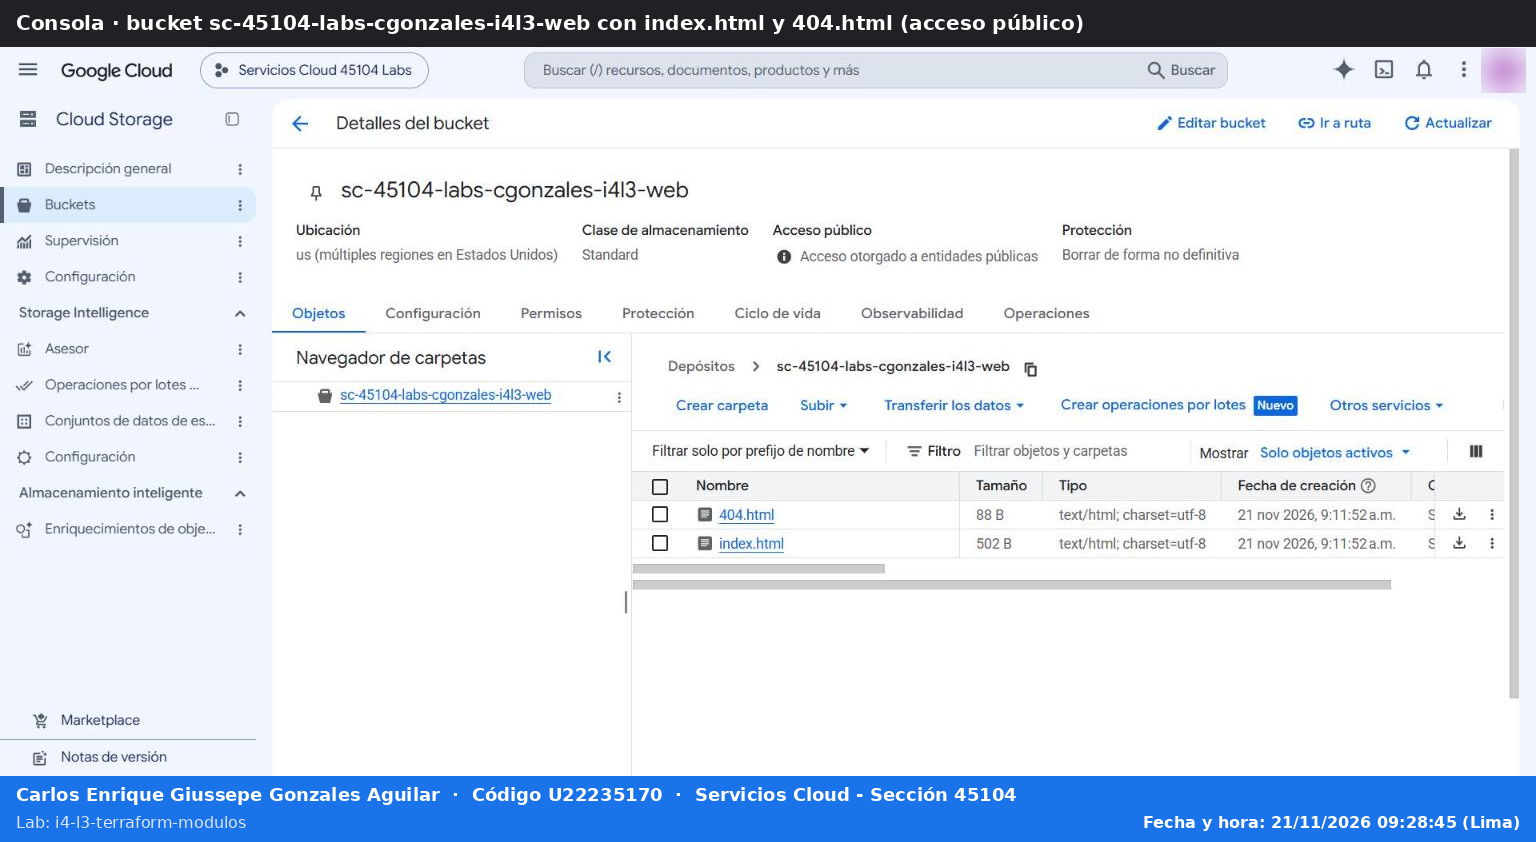 Consola · bucket sc-45104-labs-cgonzales-i4l3-web con index.html y 404.html (acceso público)
Google Cloud
Servicios Cloud 45104 Labs
Buscar (/) recursos, documentos, productos y más
Buscar
Cloud Storage
Descripción general
Buckets
Supervisión
Configuración
Storage Intelligence
Asesor
Operaciones por lotes ...
Conjuntos de datos de es...
Configuración
Almacenamiento inteligente
Enriquecimientos de obje...
Marketplace
Notas de versión
Detalles del bucket
Editar bucket
Ir a ruta
Actualizar
sc-45104-labs-cgonzales-i4l3-web
Ubicación
us (múltiples regiones en Estados Unidos)
Clase de almacenamiento
Standard
Acceso público
Acceso otorgado a entidades públicas
Protección
Borrar de forma no definitiva
Objetos Configuración Permisos Protección Ciclo de vida Observabilidad Operaciones
Navegador de carpetas
sc-45104-labs-cgonzales-i4l3-web
Depósitos sc-45104-labs-cgonzales-i4l3-web
Crear carpeta Subir Transferir los datos Crear operaciones por lotes Nuevo Otros servicios
Filtrar solo por prefijo de nombre Filtro Filtrar objetos y carpetas Mostrar Solo objetos activos
Nombre Tamaño Tipo Fecha de creación
404.html 88 B text/html; charset=utf-8 21 nov 2026, 9:11:52 a.m.
index.html 502 B text/html; charset=utf-8 21 nov 2026, 9:11:52 a.m.
Carlos Enrique Giussepe Gonzales Aguilar · Código U22235170 · Servicios Cloud - Sección 45104
Lab: i4-l3-terraform-modulos
Fecha y hora: 21/11/2026 09:28:45 (Lima)